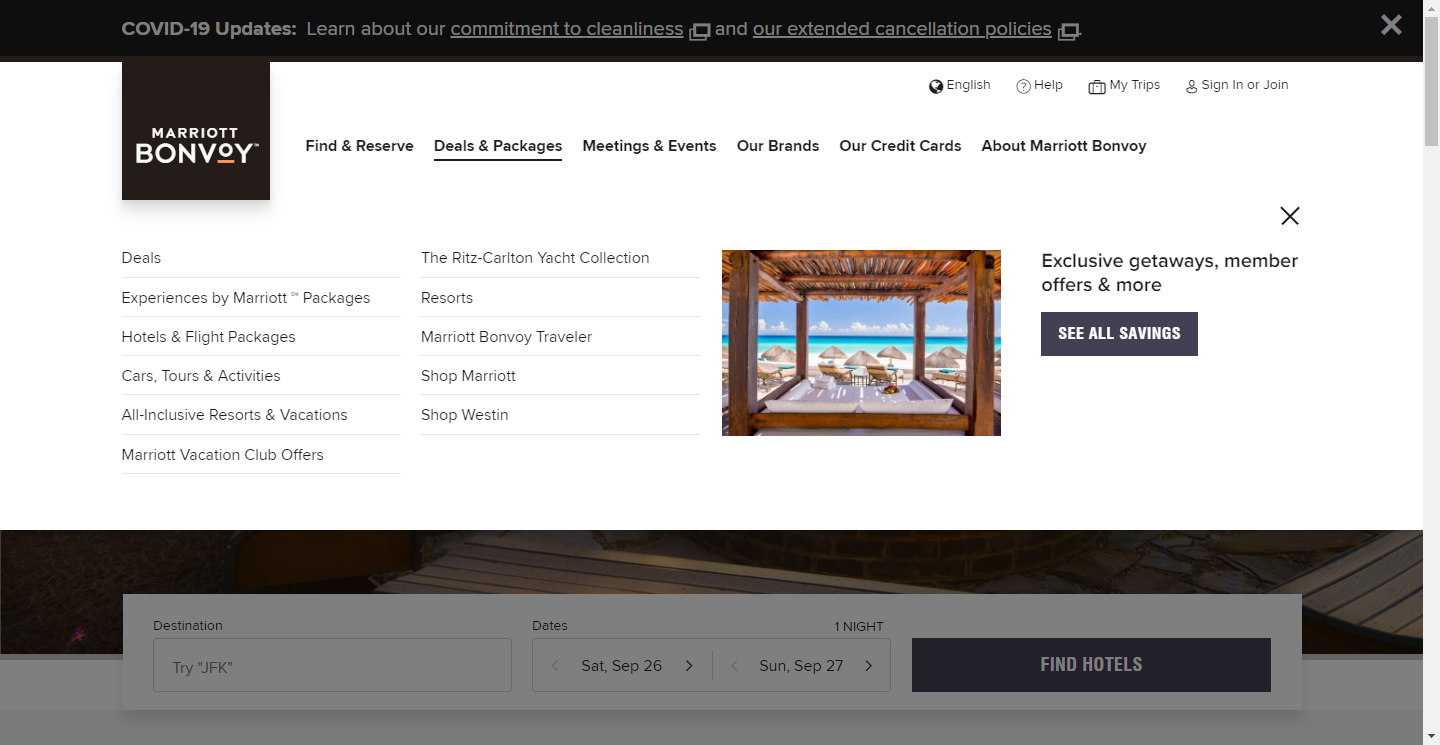 COVID-19 Updates: Learn about our commitment to cleanliness and our extended cancellation policies.
English Help My Trips Sign In or Join
MARRIOTT
BONVOY™
Find & Reserve Deals & Packages Meetings & Events Our Brands Our Credit Cards About Marriott Bonvoy
Deals
Experiences by Marriott ℠ Packages
Hotels & Flight Packages
Cars, Tours & Activities
All-Inclusive Resorts & Vacations
Marriott Vacation Club Offers
The Ritz-Carlton Yacht Collection
Resorts
Marriott Bonvoy Traveler
Shop Marriott
Shop Westin
Exclusive getaways, member
offers & more
SEE ALL SAVINGS
Destination
Try "JFK"
Dates 1 NIGHT
Sat, Sep 26 Sun, Sep 27
FIND HOTELS